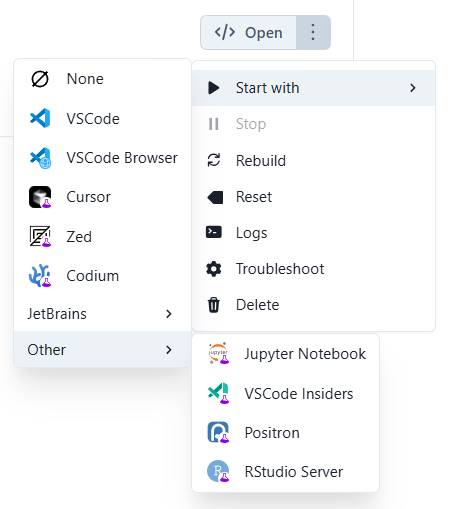 </> Open
None
VSCode
VSCode Browser
Cursor
Zed
Codium
JetBrains
Other
Start with
Stop
Rebuild
Reset
Logs
Troubleshoot
Delete
Jupyter Notebook
VSCode Insiders
Positron
RStudio Server